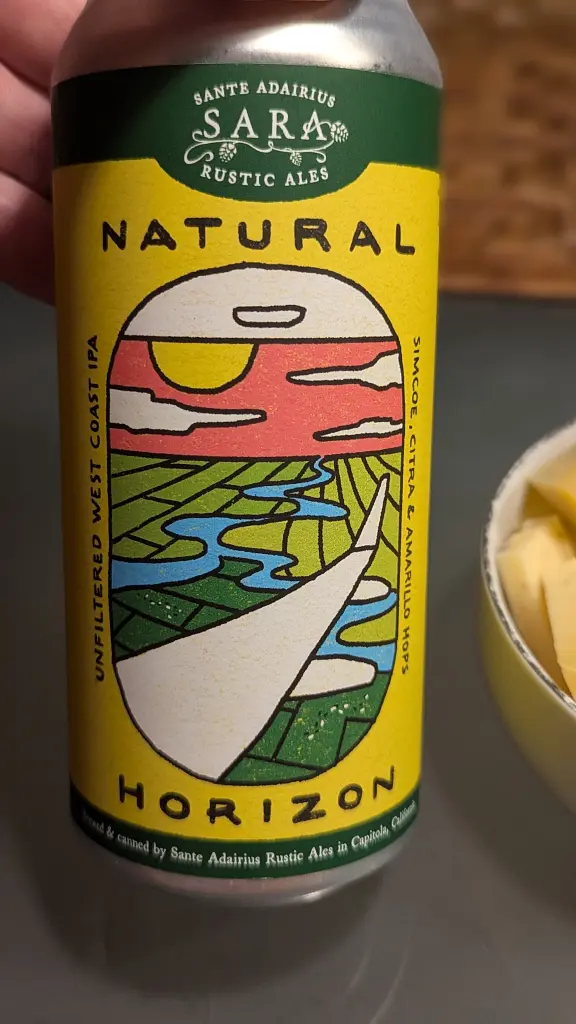 SANTE ADAIRIUS
SARA
RUSTIC ALES
NATURAL
UNFILTERED WEST COAST IPA
SIMCOE, CITRA & AMARILLO HOPS
HORIZON
Brewed & canned by Sante Adairius Rustic Ales in Capitola, California